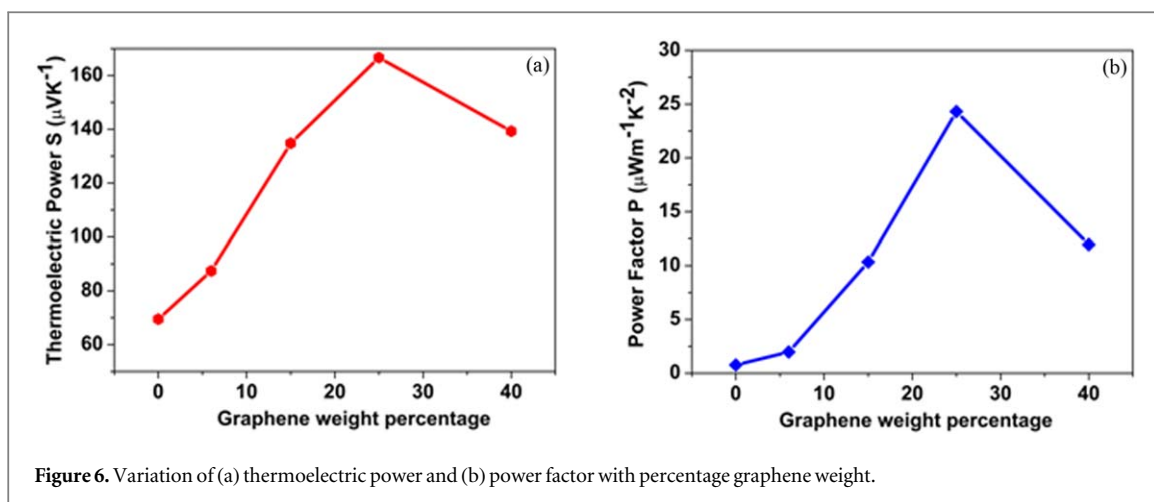 (a)
Thermoelectric Power S (μVK⁻¹)
160
140
120
100
80
60
0 10 20 30 40
Graphene weight percentage
(b)
Power Factor P (μWm⁻¹K⁻²)
30
25
20
15
10
5
0
0 10 20 30 40
Graphene weight percentage
Figure 6. Variation of (a) thermoelectric power and (b) power factor with percentage graphene weight.